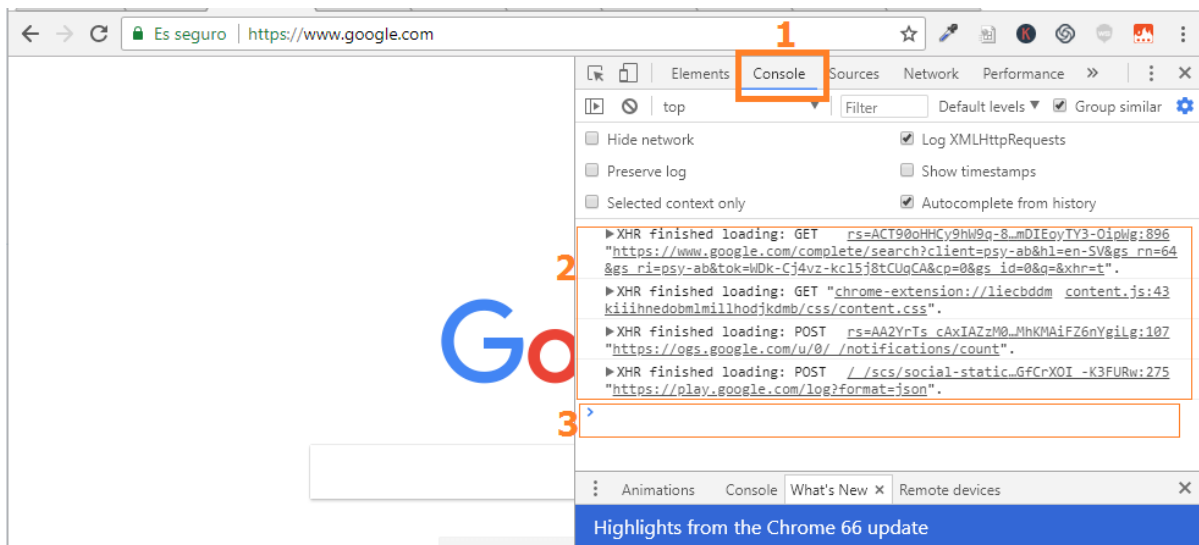 Es seguro | https://www.google.com
1
Elements Console Sources Network Performance »
top Filter Default levels Group similar
Hide network Log XMLHttpRequests
Preserve log Show timestamps
Selected context only Autocomplete from history
2
XHR finished loading: GET rs=ACT90oHHCy9hW9q-8…mDIEoyTY3-OipWg:896
"https://www.google.com/complete/search?client=psy-ab&hl=en-SV&gs_rn=64
&gs_ri=psy-ab&tok=WDk-Cj4vz-kcl5j8tCUqCA&cp=0&gs_id=0&q=&xhr=t".
XHR finished loading: GET "chrome-extension://liecbddm content.js:43
kiiihnedobmlmillhodjkdmb/css/content.css".
XHR finished loading: POST rs=AA2YrTs_cAxIAZzM0…MhKMAiFZ6nYgiLg:107
"https://ogs.google.com/u/0/_/notifications/count".
XHR finished loading: POST /_/scs/social-static…GfCrXOI_-K3FURw:275
"https://play.google.com/log?format=json".
Go
3
>
Animations Console What's New × Remote devices
Highlights from the Chrome 66 update